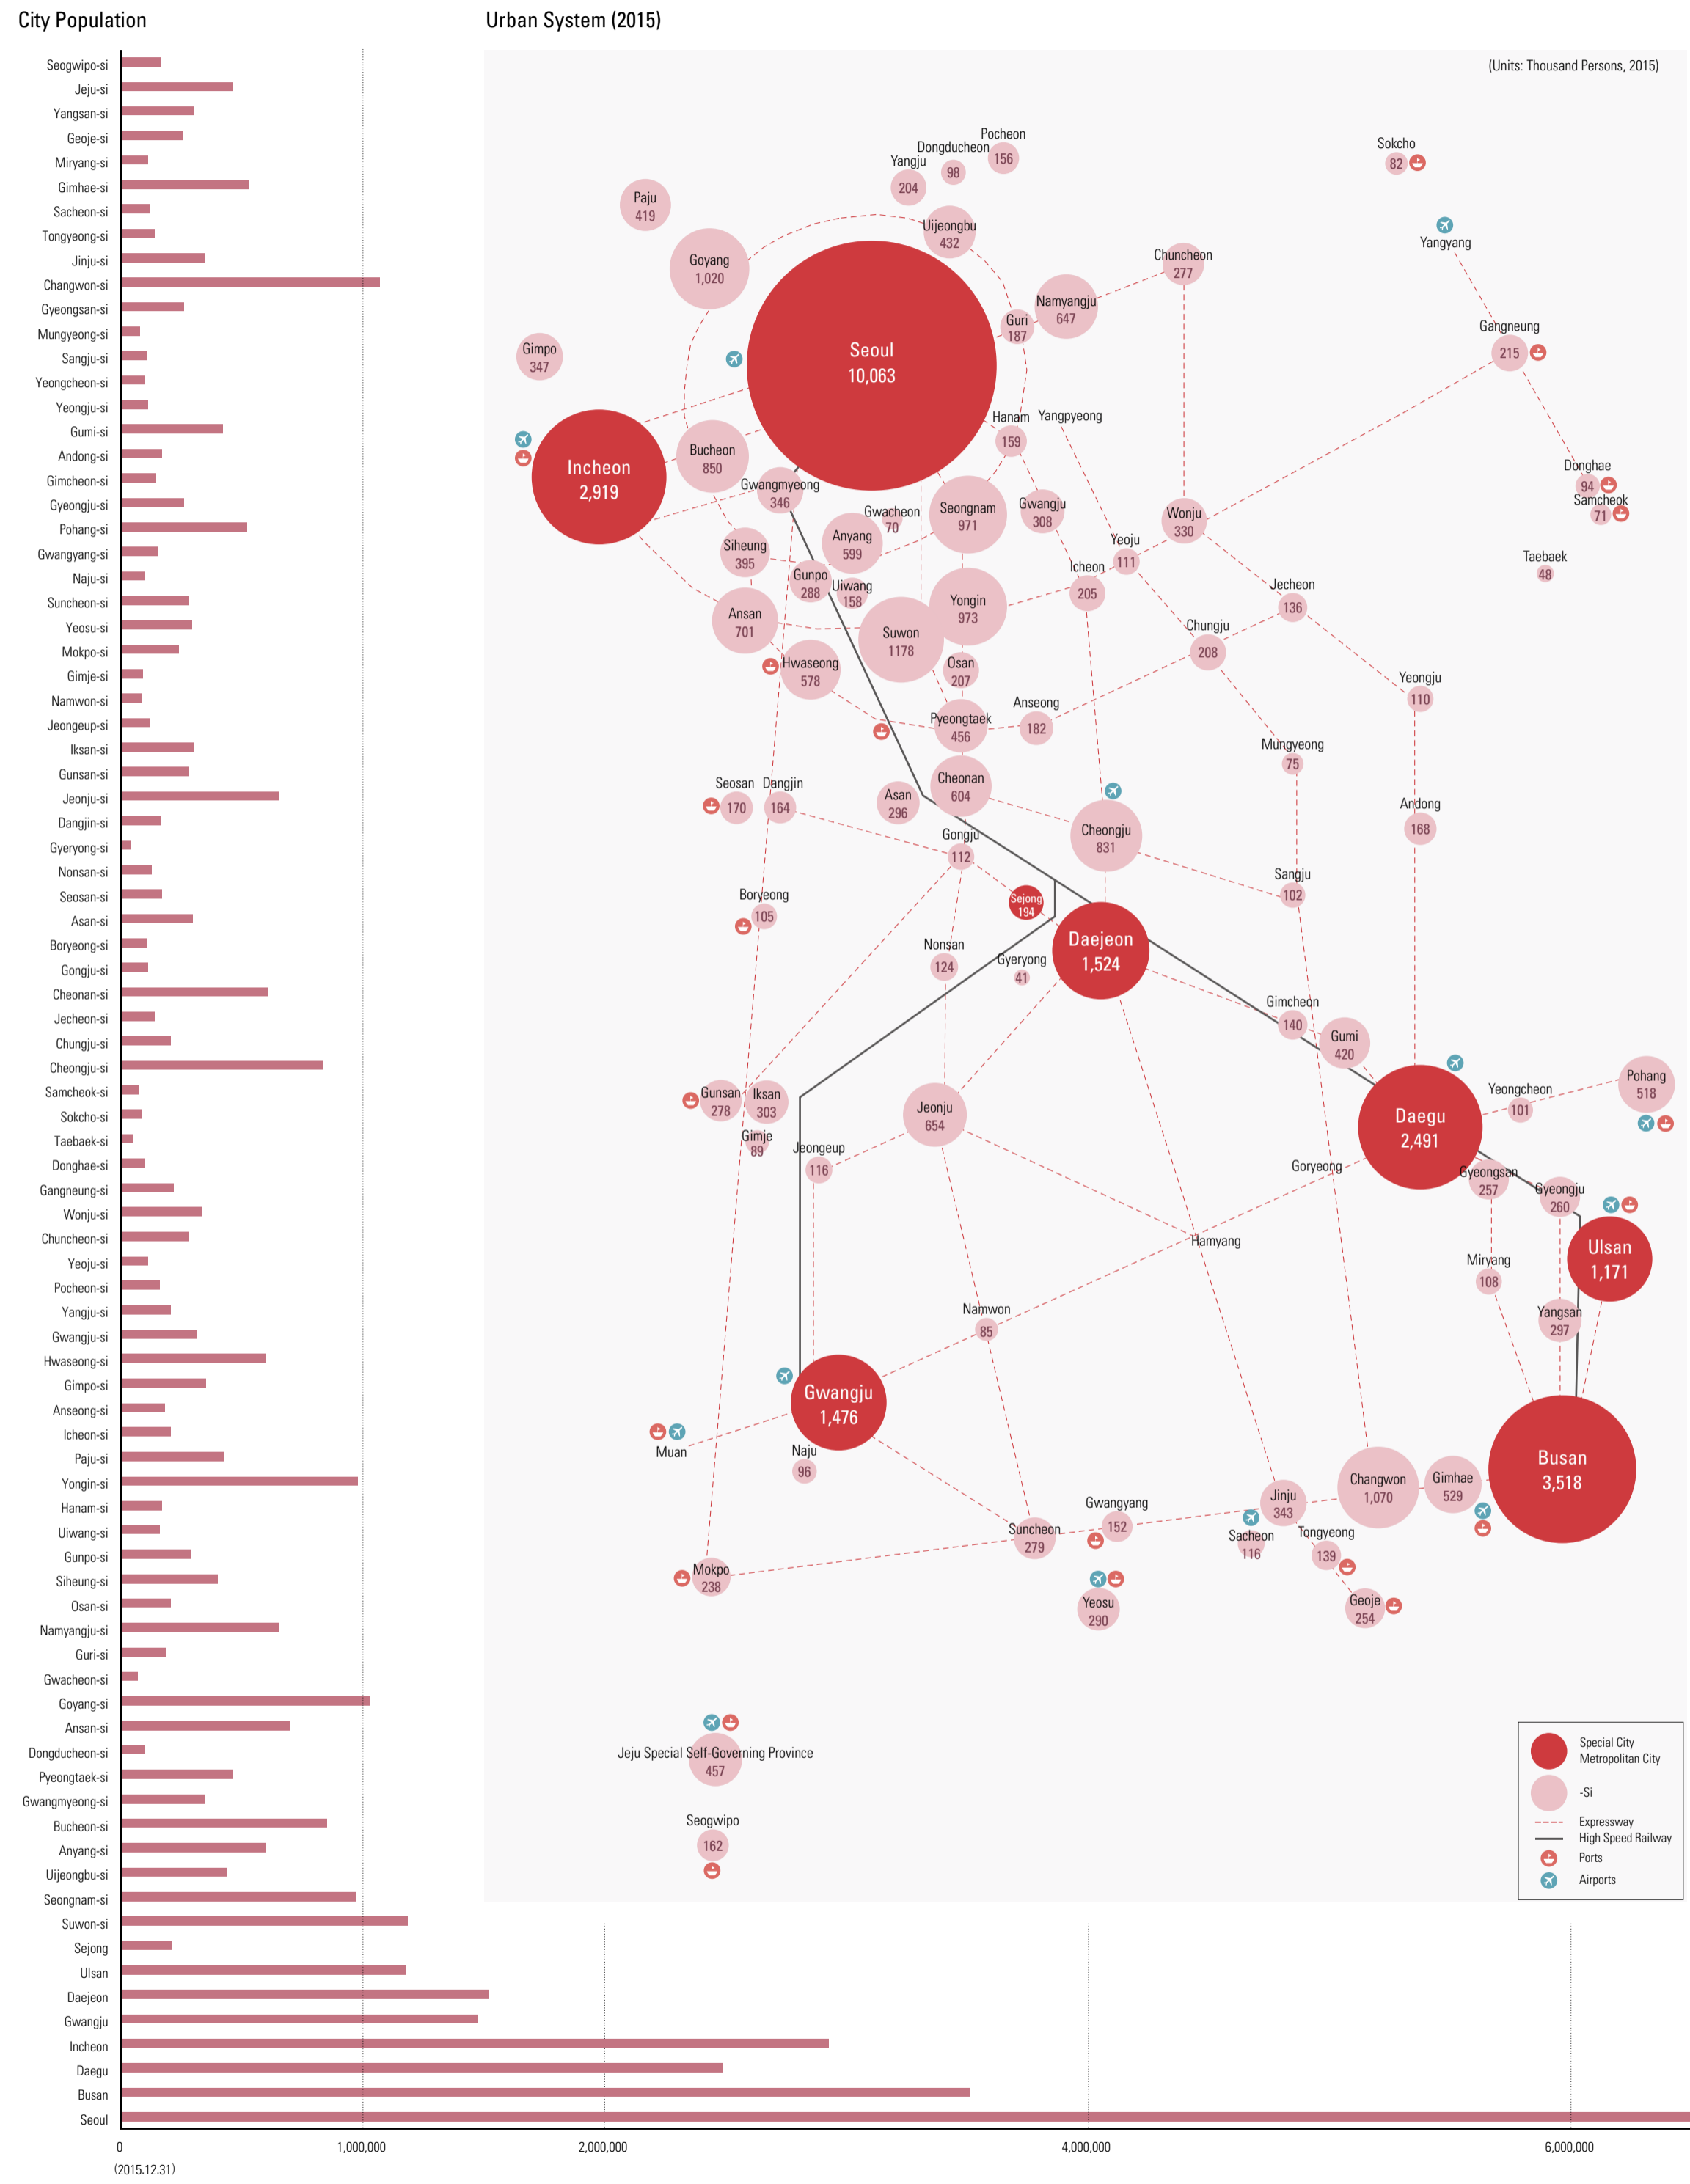 City Population
Urban System (2015)
(Units: Thousand Persons, 2015)
Seogwipo-si
Jeju-si
Yangsan-si
Geoje-si
Miryang-si
Gimhae-si
Sacheon-si
Tongyeong-si
Jinju-si
Changwon-si
Gyeongsan-si
Mungyeong-si
Sangju-si
Yeongcheon-si
Yeongju-si
Gumi-si
Andong-si
Gimcheon-si
Gyeongju-si
Pohang-si
Gwangyang-si
Naju-si
Suncheon-si
Yeosu-si
Mokpo-si
Gimje-si
Namwon-si
Jeongeup-si
Iksan-si
Gunsan-si
Jeonju-si
Dangjin-si
Gyeryong-si
Nonsan-si
Seosan-si
Asan-si
Boryeong-si
Gongju-si
Cheonan-si
Jecheon-si
Chungju-si
Cheongju-si
Samcheok-si
Sokcho-si
Taebaek-si
Donghae-si
Gangneung-si
Wonju-si
Chuncheon-si
Yeoju-si
Pocheon-si
Yangju-si
Gwangju-si
Hwaseong-si
Gimpo-si
Anseong-si
Icheon-si
Paju-si
Yongin-si
Hanam-si
Uiwang-si
Gunpo-si
Siheung-si
Osan-si
Namyangju-si
Guri-si
Gwacheon-si
Goyang-si
Ansan-si
Dongducheon-si
Pyeongtaek-si
Gwangmyeong-si
Bucheon-si
Anyang-si
Uijeongbu-si
Seongnam-si
Suwon-si
Sejong
Ulsan
Daejeon
Gwangju
Incheon
Daegu
Busan
Seoul
0
1,000,000
2,000,000
4,000,000
6,000,000
(2015.12.31)
Pocheon
156
Dongducheon
98
Yangju
204
Sokcho
82
Paju
419
Uijeongbu
432
Yangyang
Goyang
1,020
Chuncheon
277
Namyangju
647
Guri
187
Gangneung
215
Gimpo
347
Seoul
10,063
Hanam
159
Yangpyeong
Bucheon
850
Incheon
2,919
Gwangmyeong
346
Donghae
94
Samcheok
71
Gwacheon
70
Seongnam
971
Gwangju
308
Wonju
330
Anyang
599
Siheung
395
Yeoju
111
Taebaek
48
Gunpo
288
Uiwang
158
Icheon
205
Jecheon
136
Yongin
973
Ansan
701
Suwon
1178
Chungju
208
Hwaseong
578
Osan
207
Yeongju
110
Pyeongtaek
456
Anseong
182
Mungyeong
75
Seosan
170
Dangjin
164
Asan
296
Cheonan
604
Cheongju
831
Andong
168
Gongju
112
Sangju
102
Boryeong
105
Sejong
194
Nonsan
124
Gyeryong
41
Daejeon
1,524
Gimcheon
140
Gumi
420
Gunsan
278
Iksan
303
Jeonju
654
Gimje
89
Jeongeup
116
Daegu
2,491
Yeongcheon
101
Pohang
518
Goryeong
Gyeongsan
257
Gyeongju
260
Hamyang
Ulsan
1,171
Miryang
108
Namwon
85
Yangsan
297
Gwangju
1,476
Muan
Naju
96
Busan
3,518
Changwon
1,070
Gimhae
529
Jinju
343
Gwangyang
152
Suncheon
279
Sacheon
116
Tongyeong
139
Mokpo
238
Yeosu
290
Geoje
254
Jeju Special Self-Governing Province
457
Seogwipo
162
Special City
Metropolitan City
-Si
Expressway
High Speed Railway
Ports
Airports